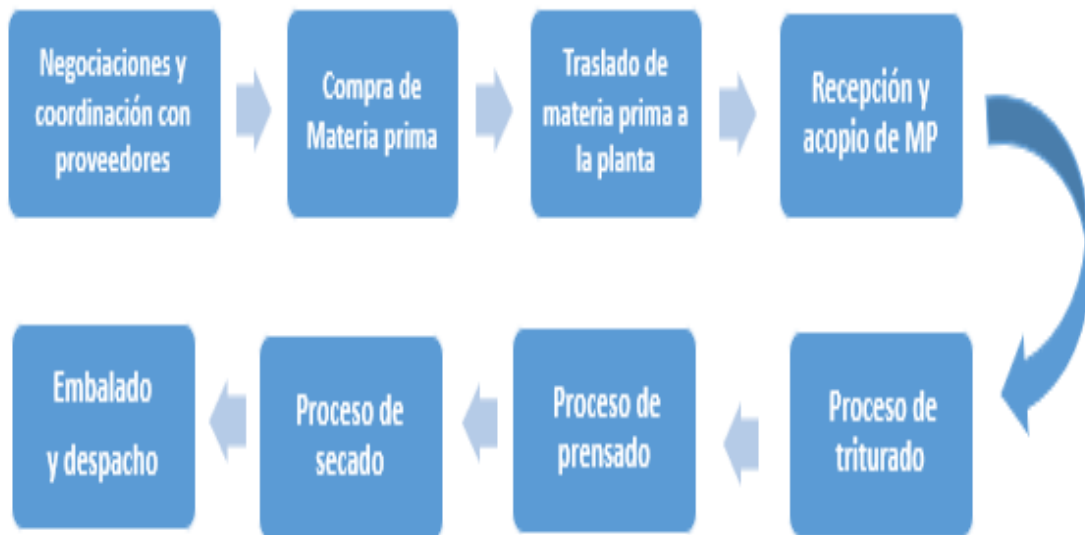 Negociaciones y
coordinación con
proveedores
Compra de
Materia prima
Traslado de
materia prima a
la planta
Recepción y
acopio de MP
Proceso de
triturado
Proceso de
prensado
Proceso de
secado
Embalado
y despacho